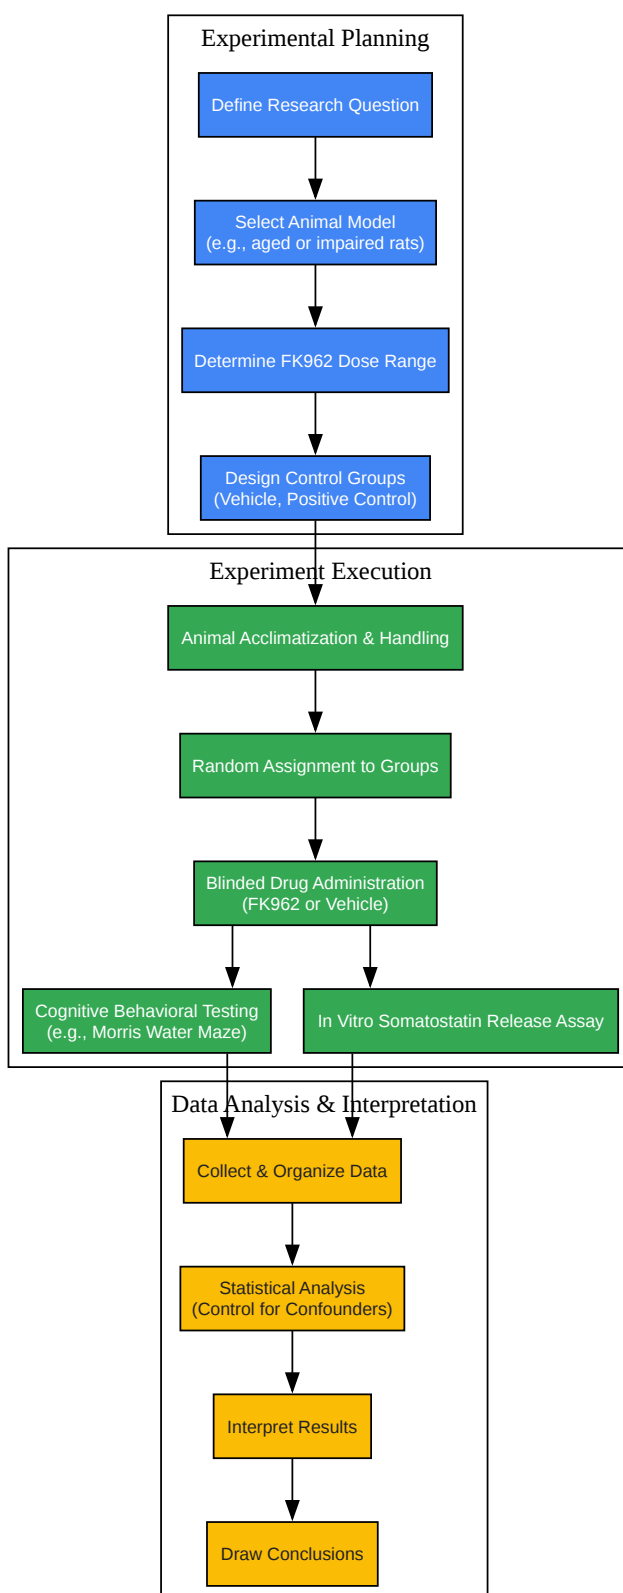 Experimental Planning
Define Research Question
Select Animal Model
(e.g., aged or impaired rats)
Determine FK962 Dose Range
Design Control Groups
(Vehicle, Positive Control)
Experiment Execution
Animal Acclimatization & Handling
Random Assignment to Groups
Blinded Drug Administration
(FK962 or Vehicle)
Cognitive Behavioral Testing
(e.g., Morris Water Maze)
In Vitro Somatostatin Release Assay
Data Analysis & Interpretation
Collect & Organize Data
Statistical Analysis
(Control for Confounders)
Interpret Results
Draw Conclusions